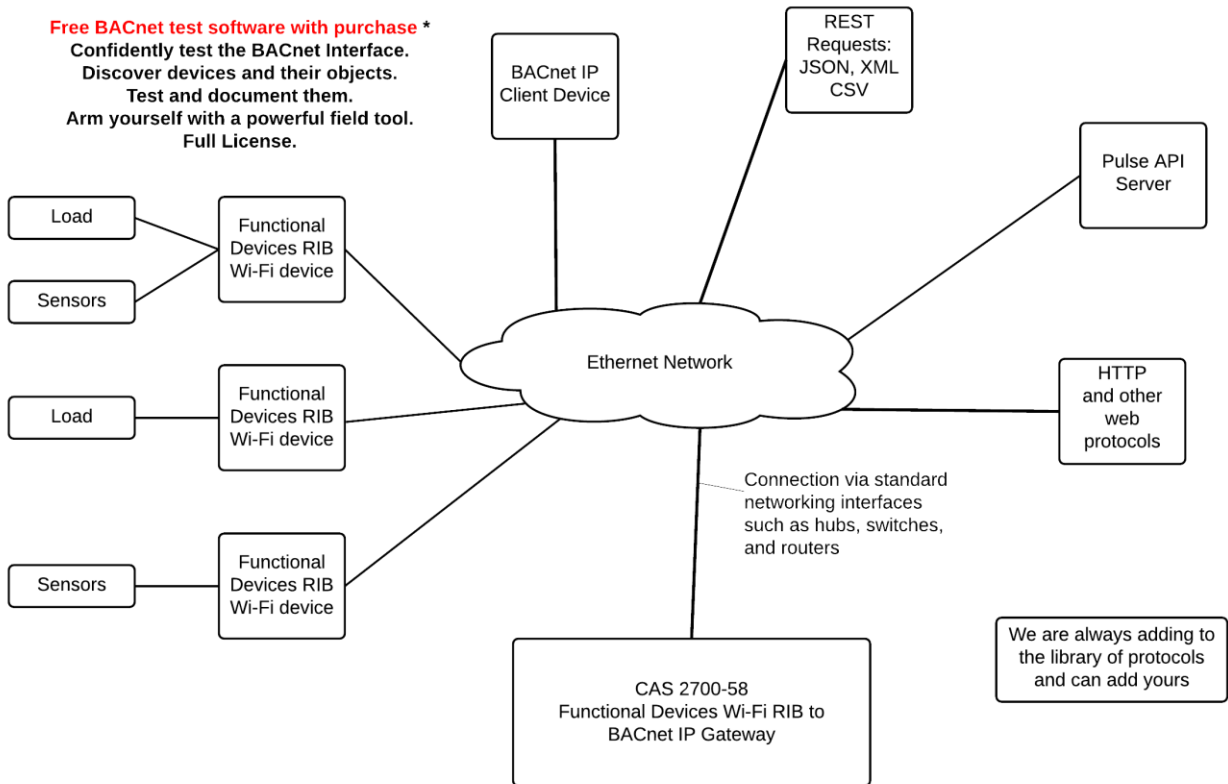 Free BACnet test software with purchase *
Confidently test the BACnet Interface.
Discover devices and their objects.
Test and document them.
Arm yourself with a powerful field tool.
Full License.
BACnet IP
Client Device
REST
Requests:
JSON, XML
CSV
Pulse API
Server
Load
Sensors
Functional
Devices RIB
Wi-Fi device
Ethernet Network
Load
Functional
Devices RIB
Wi-Fi device
HTTP
and other
web
protocols
Connection via standard
networking interfaces
such as hubs, switches,
and routers
Sensors
Functional
Devices RIB
Wi-Fi device
We are always adding to
the library of protocols
and can add yours
CAS 2700-58
Functional Devices Wi-Fi RIB to
BACnet IP Gateway